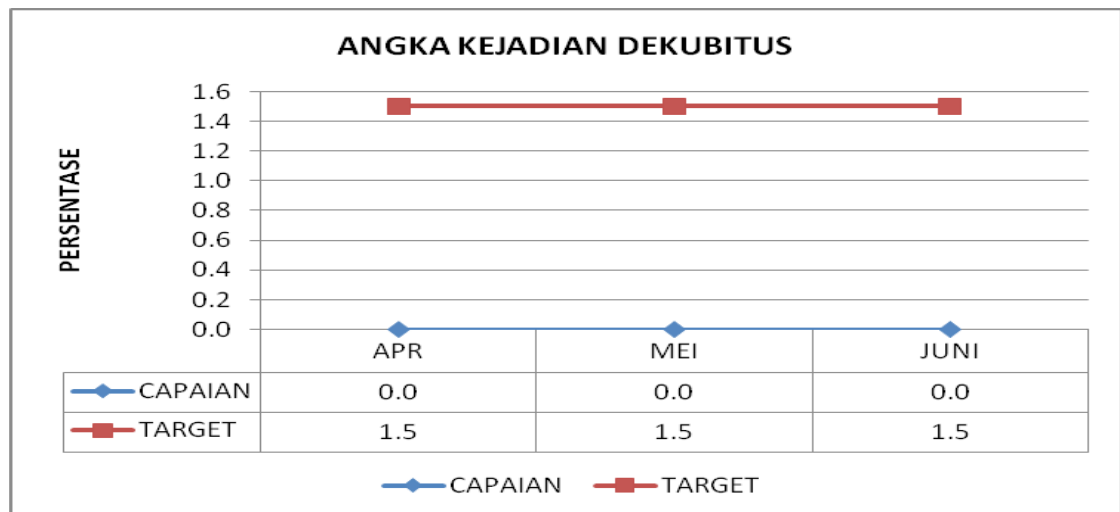 ANGKA KEJADIAN DEKUBITUS
PERSENTASE
1.6
1.4
1.2
1.0
0.8
0.6
0.4
0.2
0.0
APR MEI JUNI
CAPAIAN 0.0 0.0 0.0
TARGET 1.5 1.5 1.5
CAPAIAN TARGET